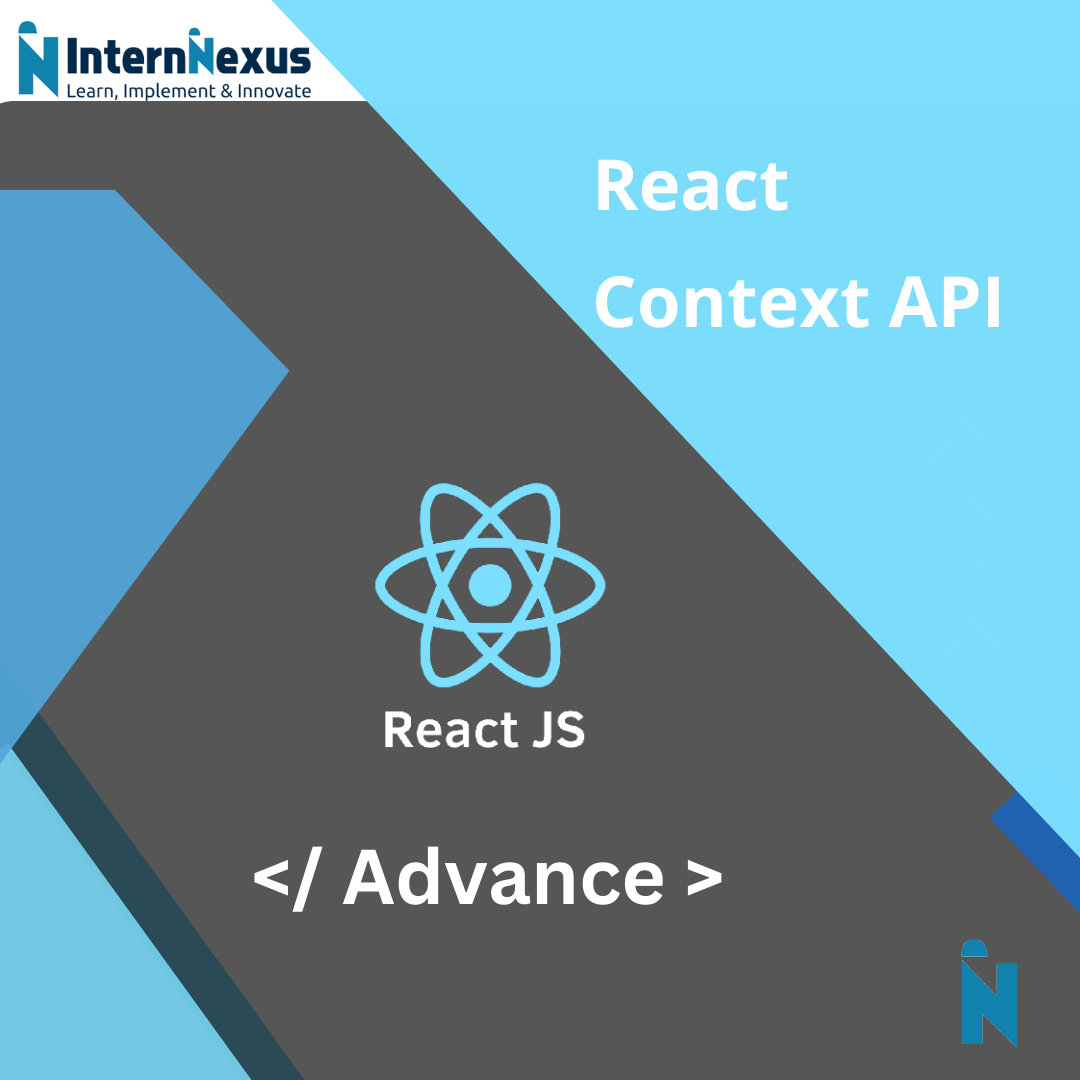 InternNexus
Learn, Implement & Innovate
React
Context API
React JS
</ Advance >